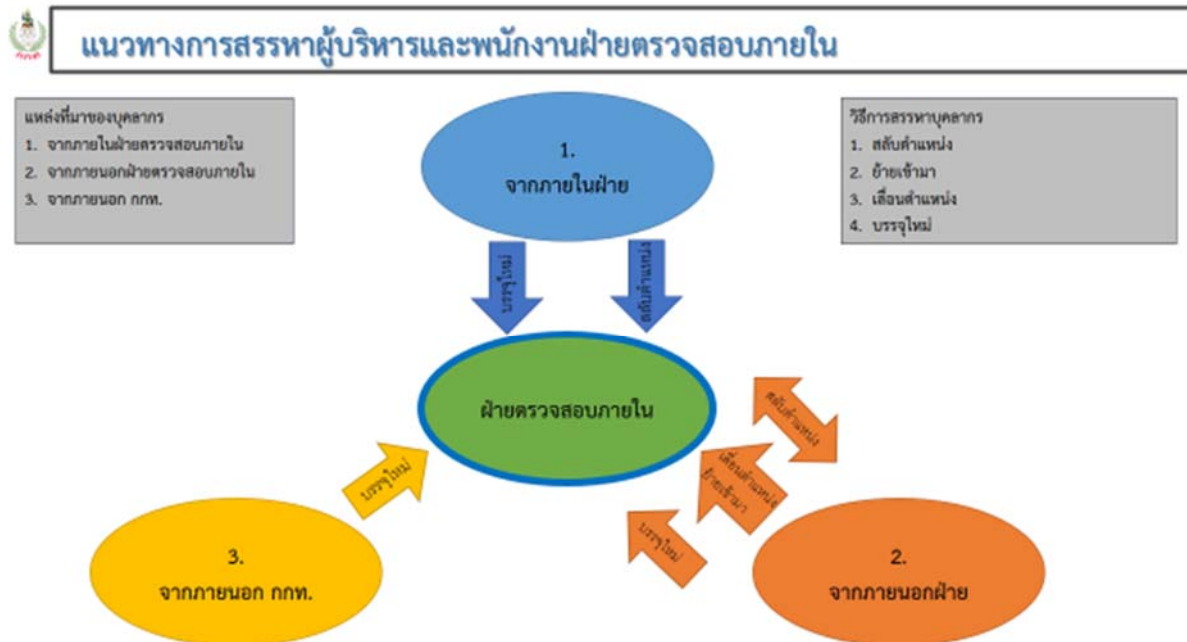 แนวทางการสรรหาผู้บริหารและพนักงานฝ่ายตรวจสอบภายใน
แหล่งที่มาของบุคลากร
1. จากภายในฝ่ายตรวจสอบภายใน
2. จากภายนอกฝ่ายตรวจสอบภายใน
3. จากภายนอก กกท.
วิธีการสรรหาบุคลากร
1. สลับตำแหน่ง
2. ย้ายเข้ามา
3. เลื่อนตำแหน่ง
4. บรรจุใหม่
1.
จากภายในฝ่าย
บรรจุใหม่
สลับตำแหน่ง
ฝ่ายตรวจสอบภายใน
สลับตำแหน่ง
เลื่อนตำแหน่ง
ย้ายเข้ามา
บรรจุใหม่
บรรจุใหม่
3.
จากภายนอก กกท.
2.
จากภายนอกฝ่าย